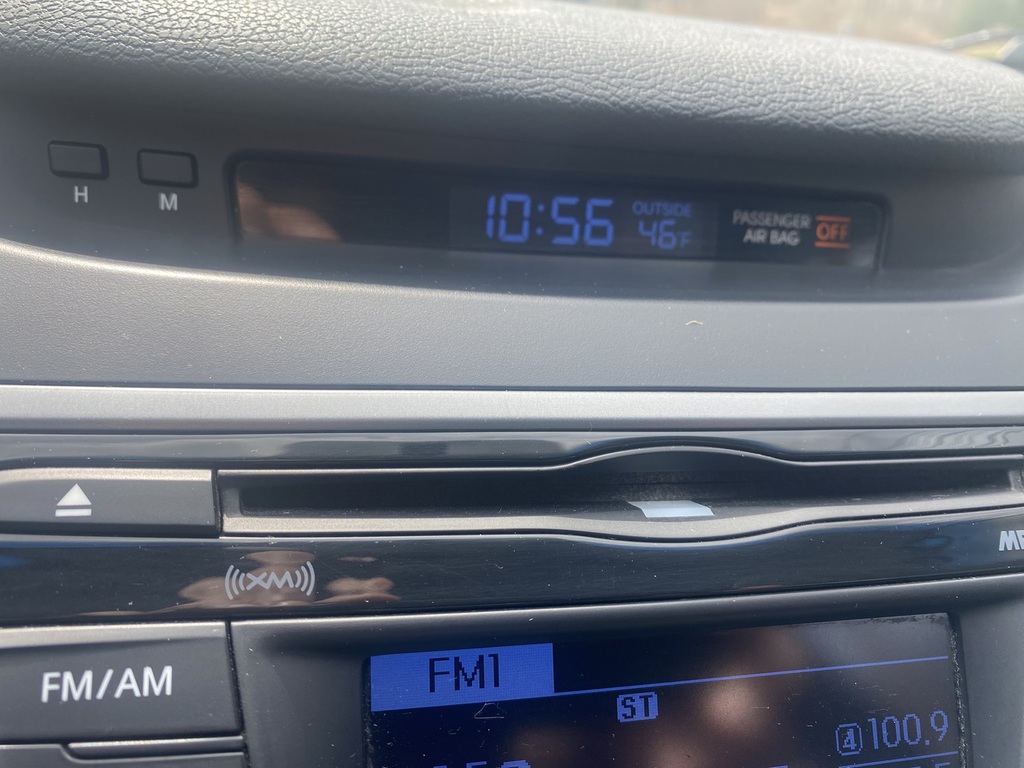 H
M
10:56
OUTSIDE
46F
PASSENGER
AIR BAG
OFF
XM
FM/AM
FM1
ST
4 100.9